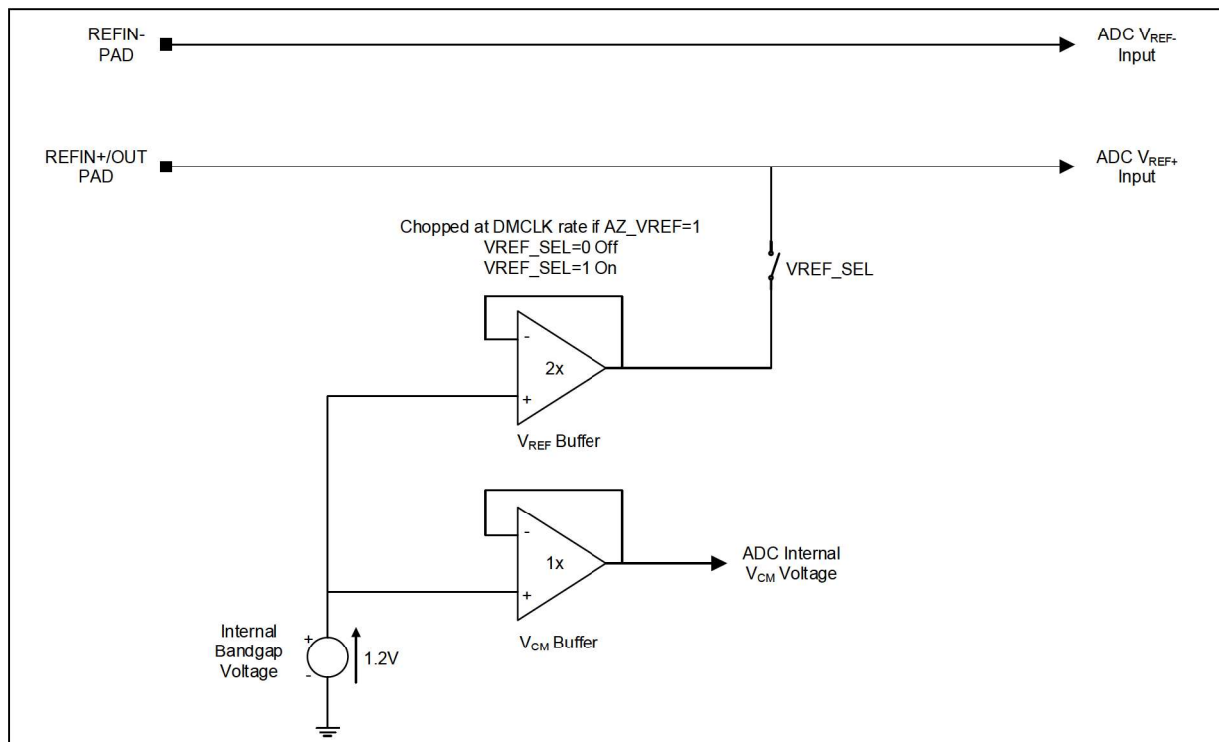 REFIN-
PAD
ADC VREF-
Input
REFIN+/OUT
PAD
ADC VREF+
Input
Chopped at DMCLK rate if AZ_VREF=1
VREF_SEL=0 Off
VREF_SEL=1 On
VREF_SEL
-
2x
+
VREF Buffer
-
1x
+
ADC Internal
VCM Voltage
VCM Buffer
Internal
Bandgap
Voltage
+
-
1.2V